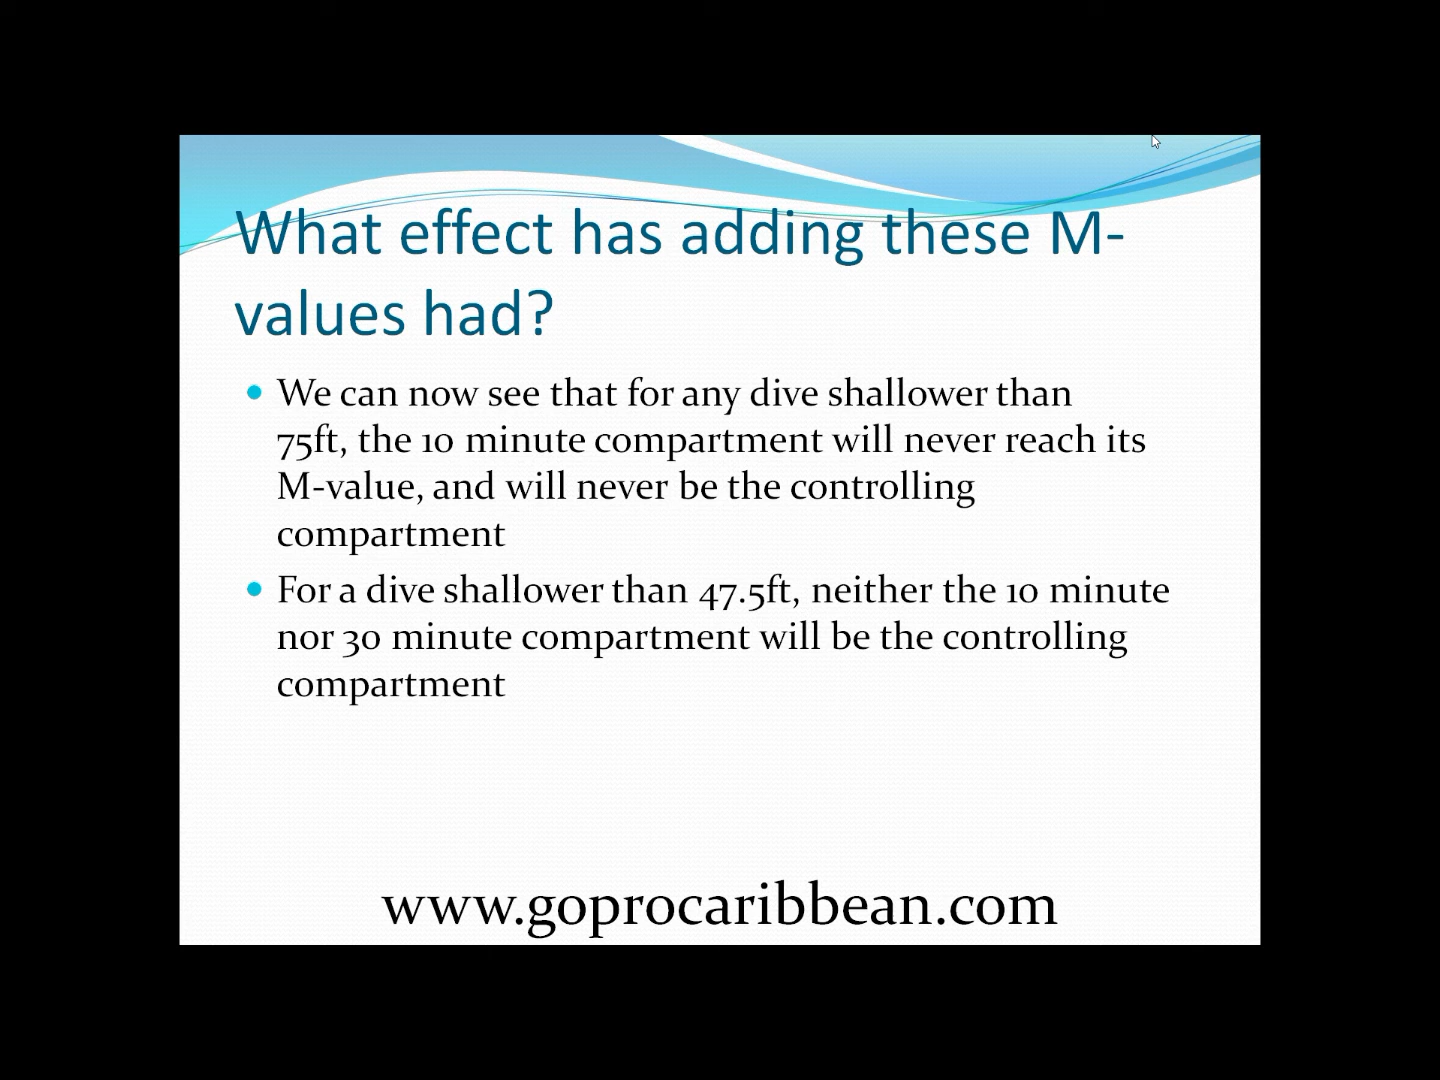 What effect has adding these M-
values had?
We can now see that for any dive shallower than
75ft, the 10 minute compartment will never reach its
M-value, and will never be the controlling
compartment
For a dive shallower than 47.5ft, neither the 10 minute
nor 30 minute compartment will be the controlling
compartment
www.goprocaribbean.com